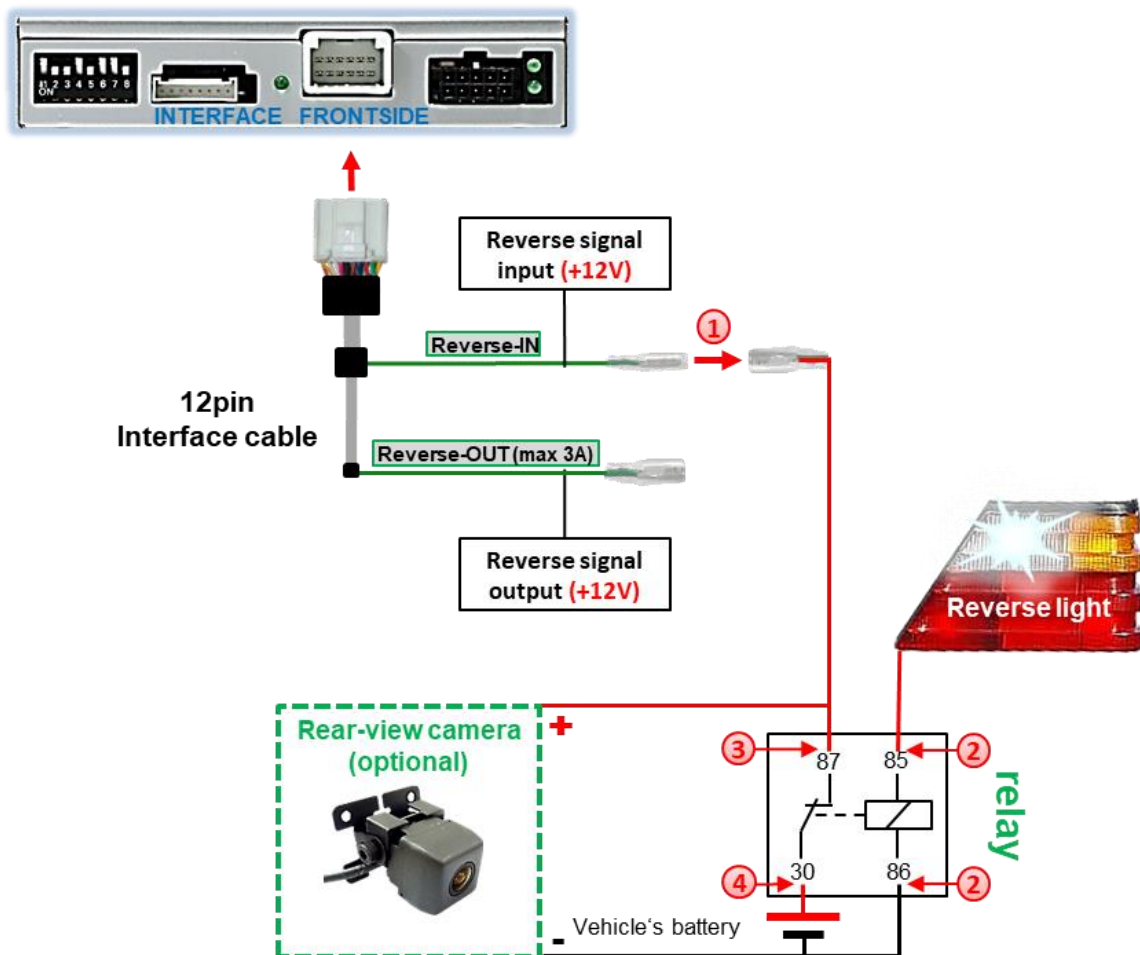 1 2 3 4 5 6 7 8
ON
INTERFACE FRONTSIDE
Reverse signal
input (+12V)
Reverse-IN
1
12pin
Interface cable
Reverse-OUT(max 3A)
Reverse signal
output (+12V)
Reverse light
Rear-view camera
(optional)
+
3
87
85
2
relay
4
30
86
2
-
Vehicle‘s battery